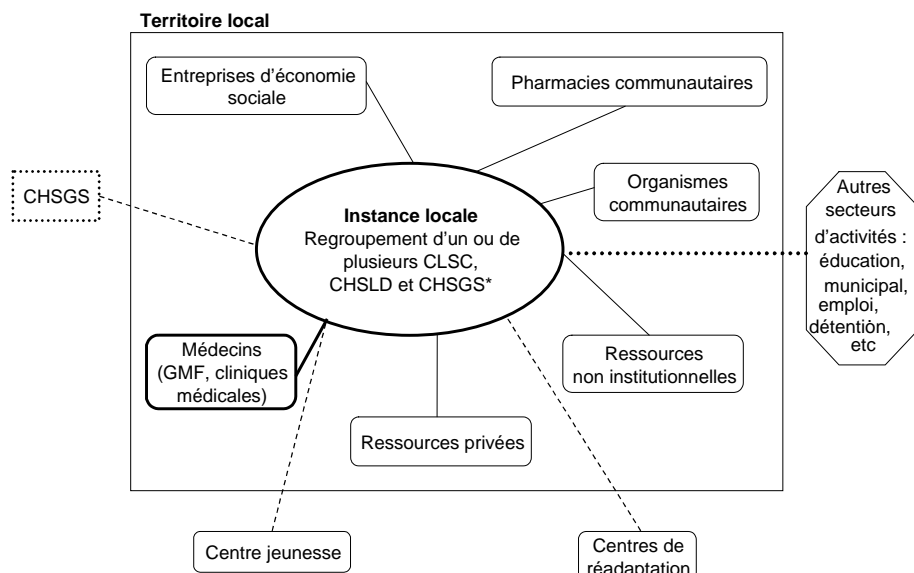 Territoire local
Entreprises d'économie
sociale
Pharmacies communautaires
CHSGS
Organismes
communautaires
Autres
secteurs
d'activités :
éducation,
municipal,
emploi,
détention,
etc
Instance locale
Regroupement d'un ou de
plusieurs CLSC,
CHSLD et CHSGS*
Médecins
(GMF, cliniques
médicales)
Ressources
non institutionnelles
Ressources privées
Centre jeunesse
Centres de
réadaptation